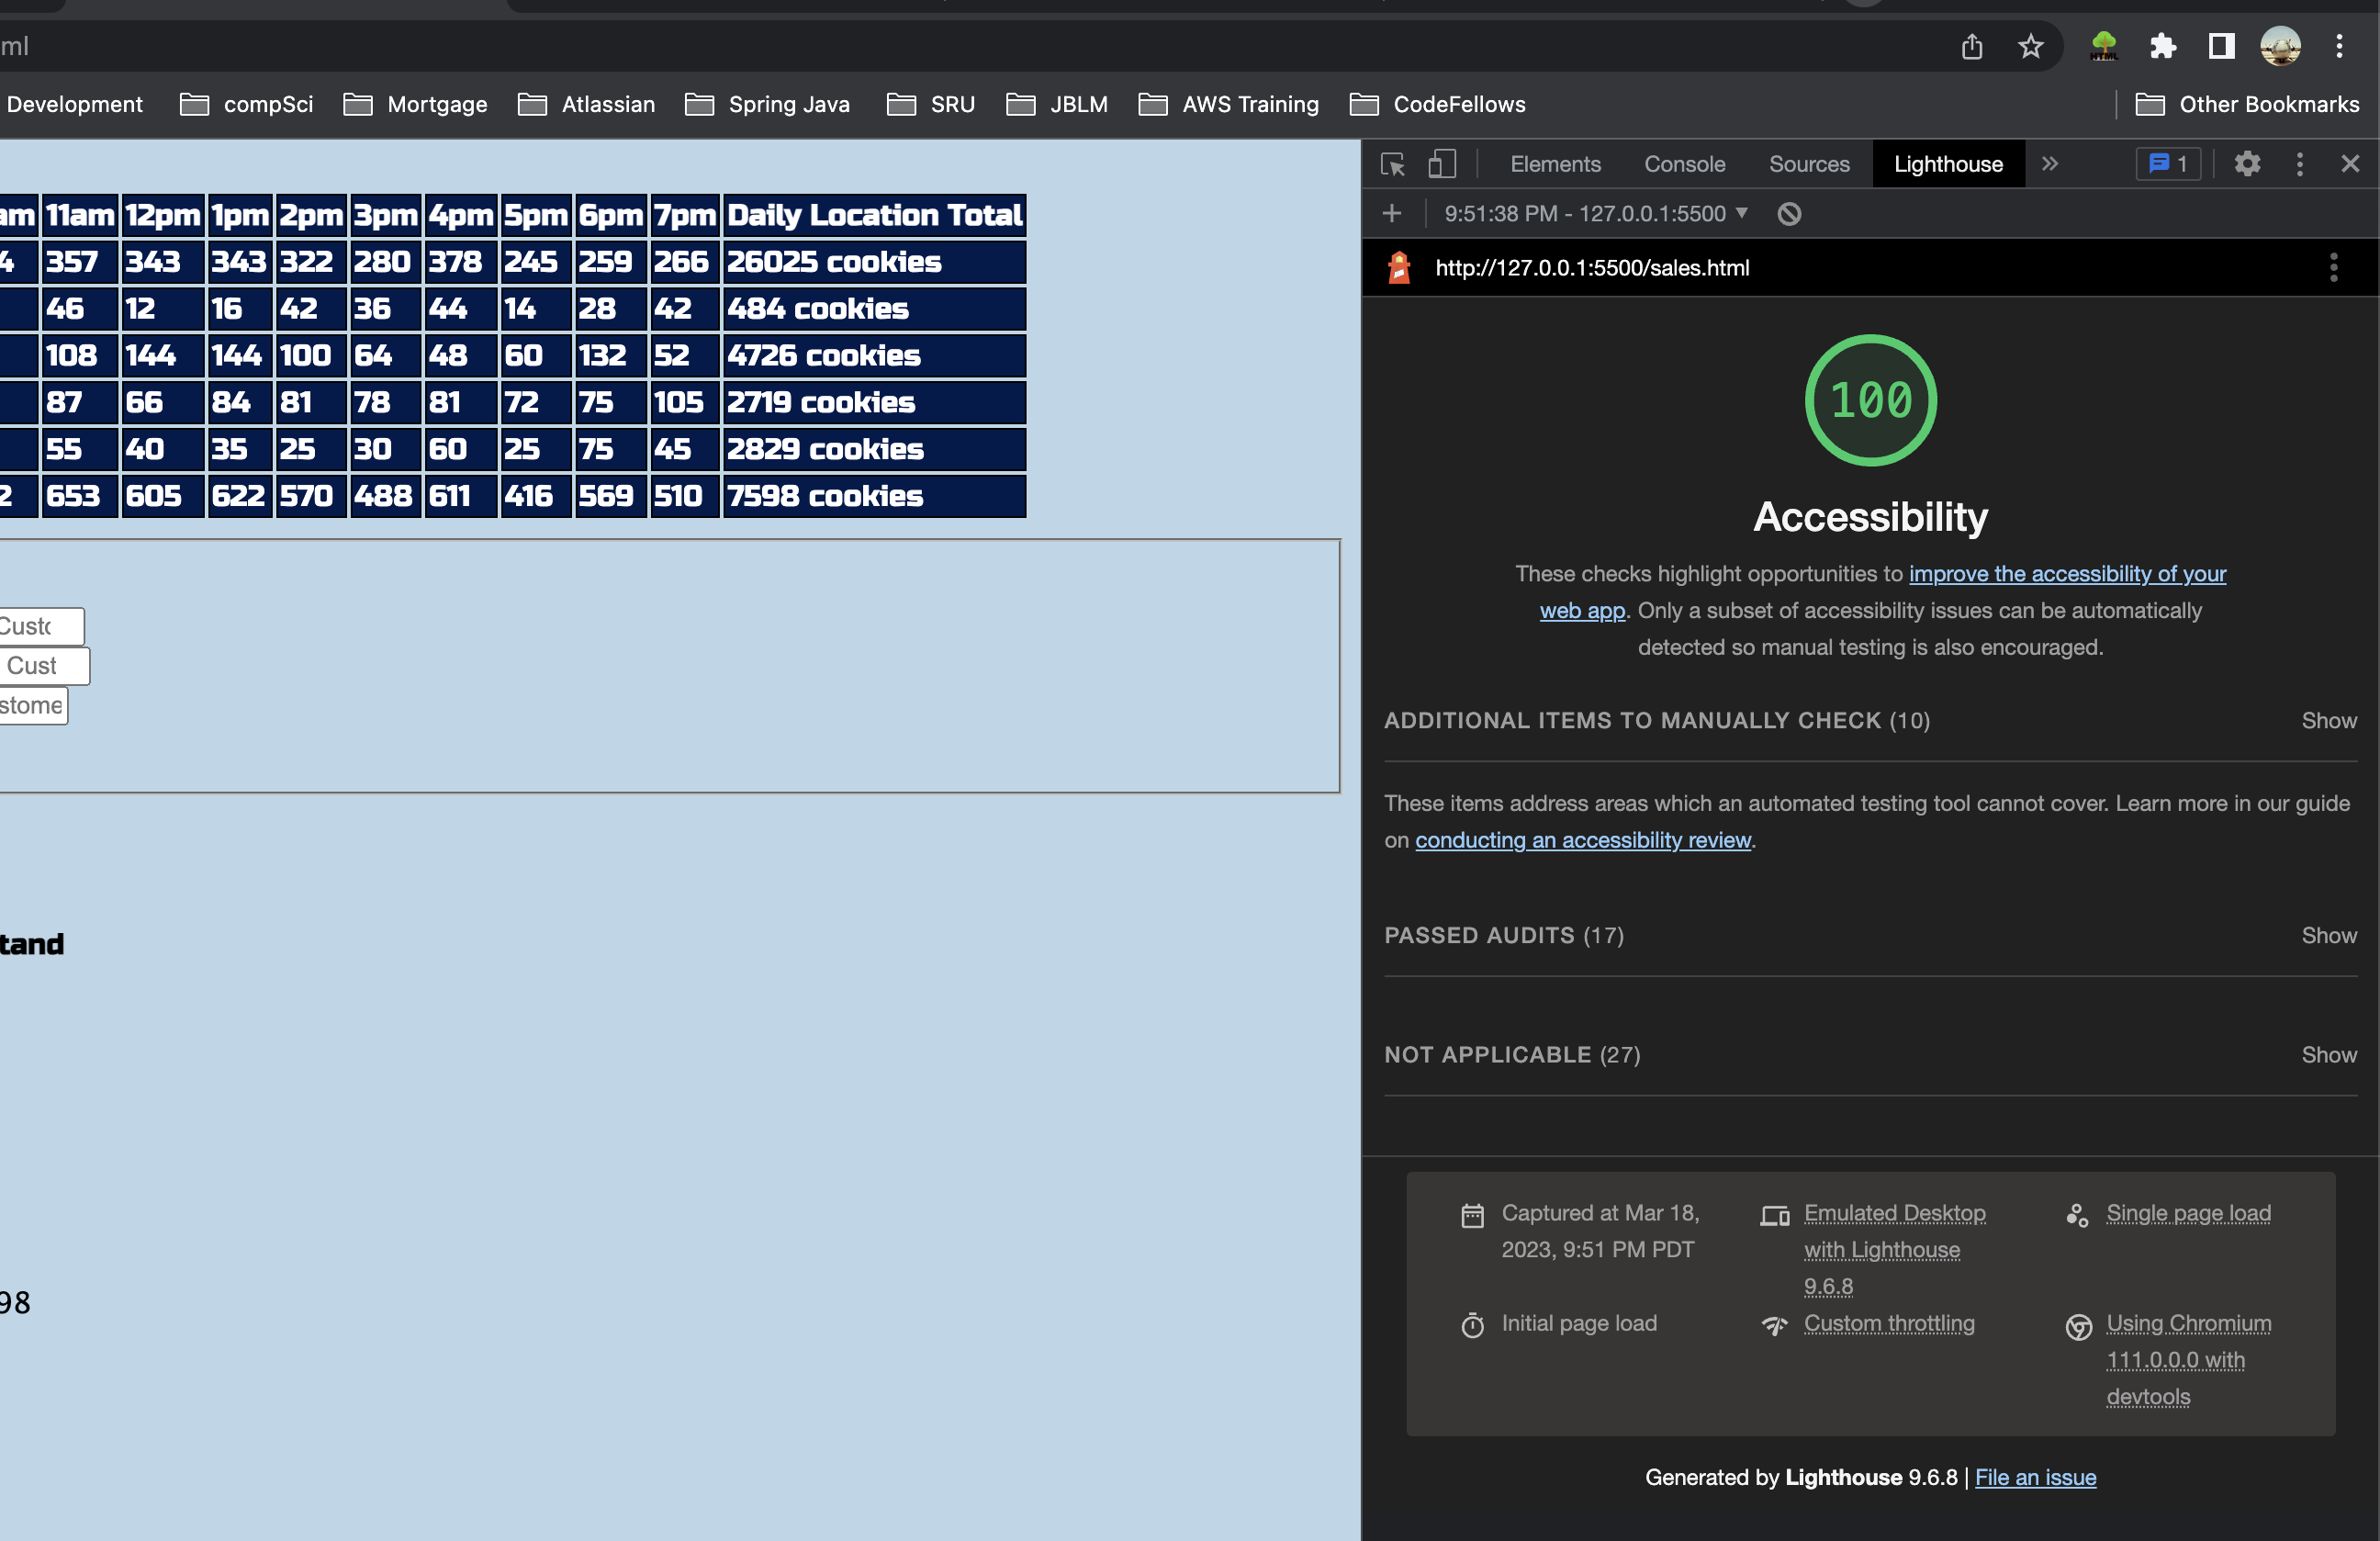 ml
Development compSci Mortgage Atlassian Spring Java SRU JBLM AWS Training CodeFellows Other Bookmarks
Elements Console Sources Lighthouse 1
9:51:38 PM - 127.0.0.1:5500
http://127.0.0.1:5500/sales.html
am 11am 12pm 1pm 2pm 3pm 4pm 5pm 6pm 7pm Daily Location Total
4 357 343 343 322 280 378 245 259 266 26025 cookies
46 12 16 42 36 44 14 28 42 484 cookies
108 144 144 100 64 48 60 132 52 4726 cookies
87 66 84 81 78 81 72 75 105 2719 cookies
55 40 35 25 30 60 25 75 45 2829 cookies
2 653 605 622 570 488 611 416 569 510 7598 cookies
Custo
Cust
stome
tand
98
100
Accessibility
These checks highlight opportunities to improve the accessibility of your
web app. Only a subset of accessibility issues can be automatically
detected so manual testing is also encouraged.
ADDITIONAL ITEMS TO MANUALLY CHECK (10) Show
These items address areas which an automated testing tool cannot cover. Learn more in our guide
on conducting an accessibility review.
PASSED AUDITS (17) Show
NOT APPLICABLE (27) Show
Captured at Mar 18,
2023, 9:51 PM PDT
Emulated Desktop
with Lighthouse
9.6.8
Single page load
Initial page load
Custom throttling
Using Chromium
111.0.0.0 with
devtools
Generated by Lighthouse 9.6.8 | File an issue